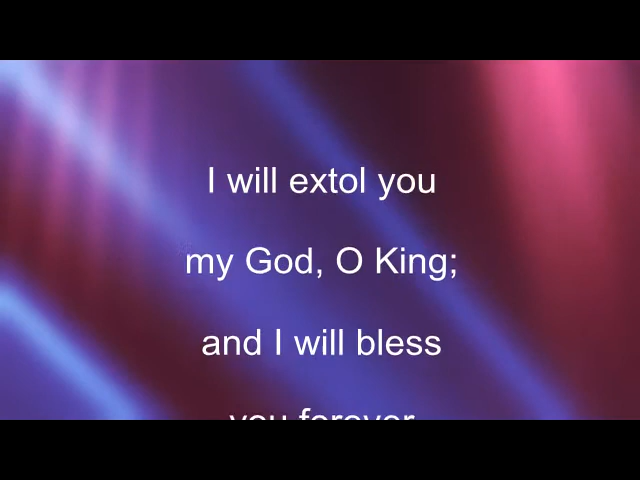 I will extol you
my God, O King;
and I will bless
you forever